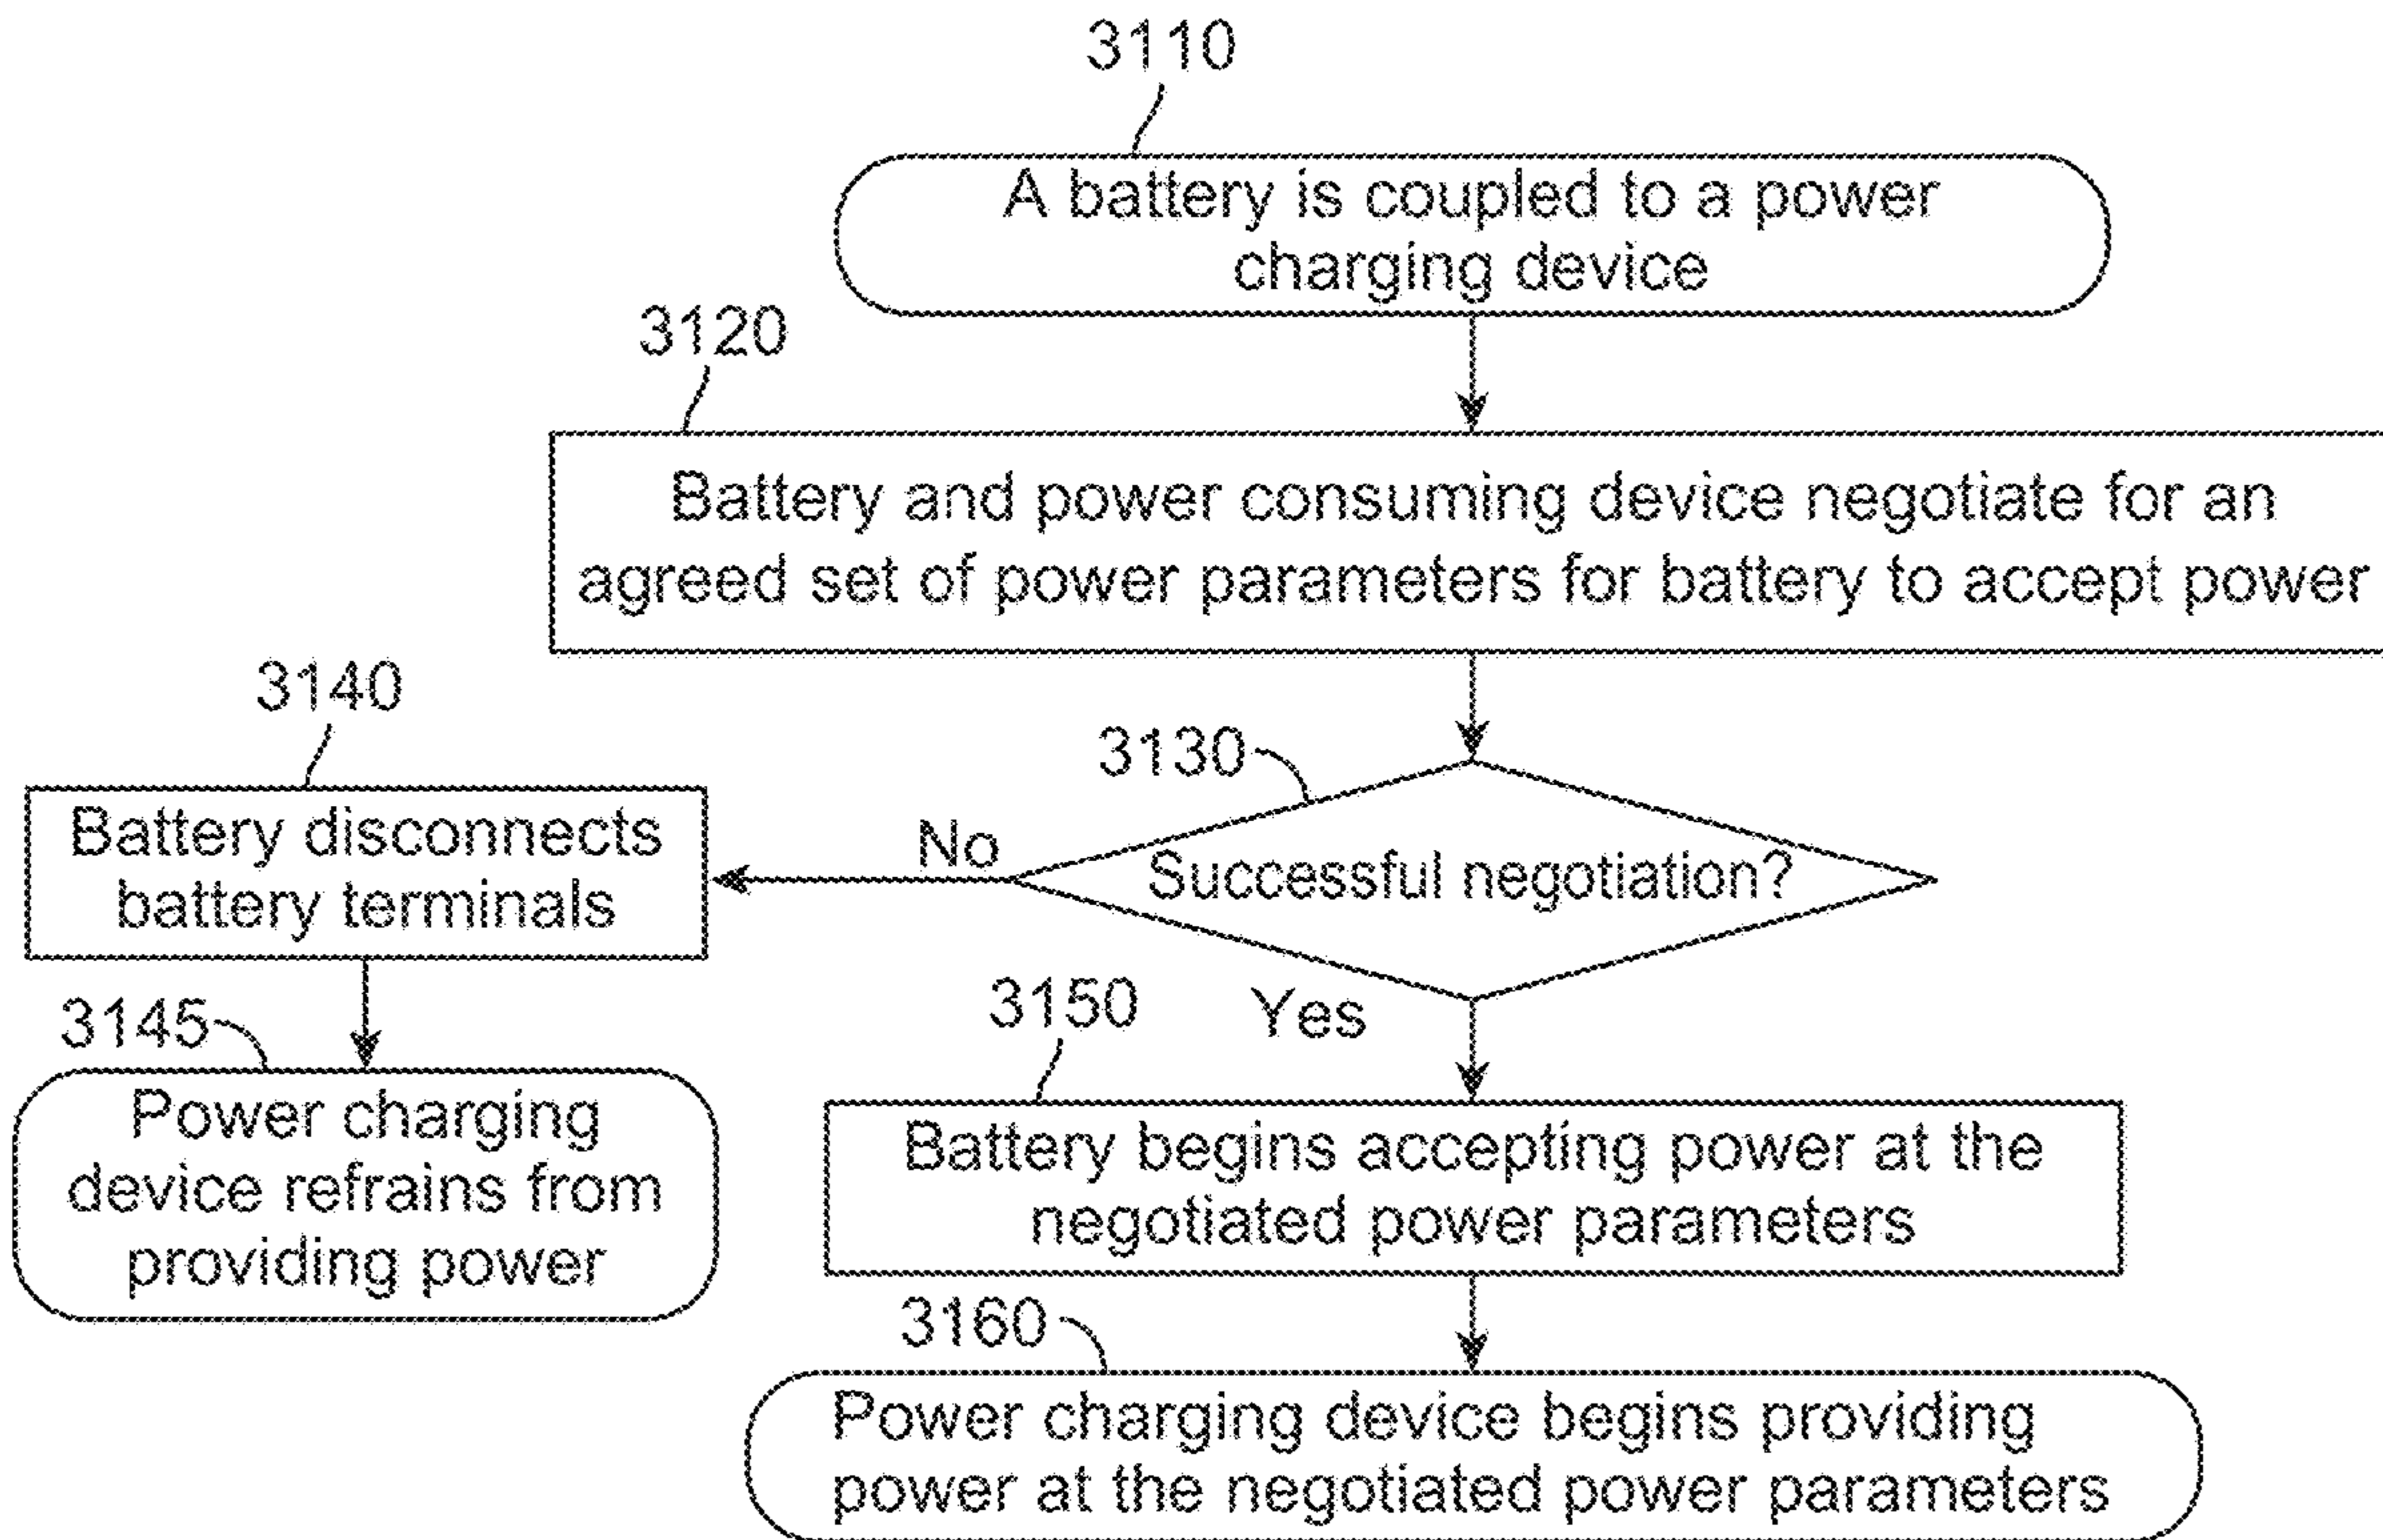 3110
A battery is coupled to a power
charging device
3120
Battery and power consuming device negotiate for an
agreed set of power parameters for battery to accept power
3130
Successful negotiation?
No
3140
Battery disconnects
battery terminals
3145
Power charging
device refrains from
providing power
Yes
3150
Battery begins accepting power at the
negotiated power parameters
3160
Power charging device begins providing
power at the negotiated power parameters